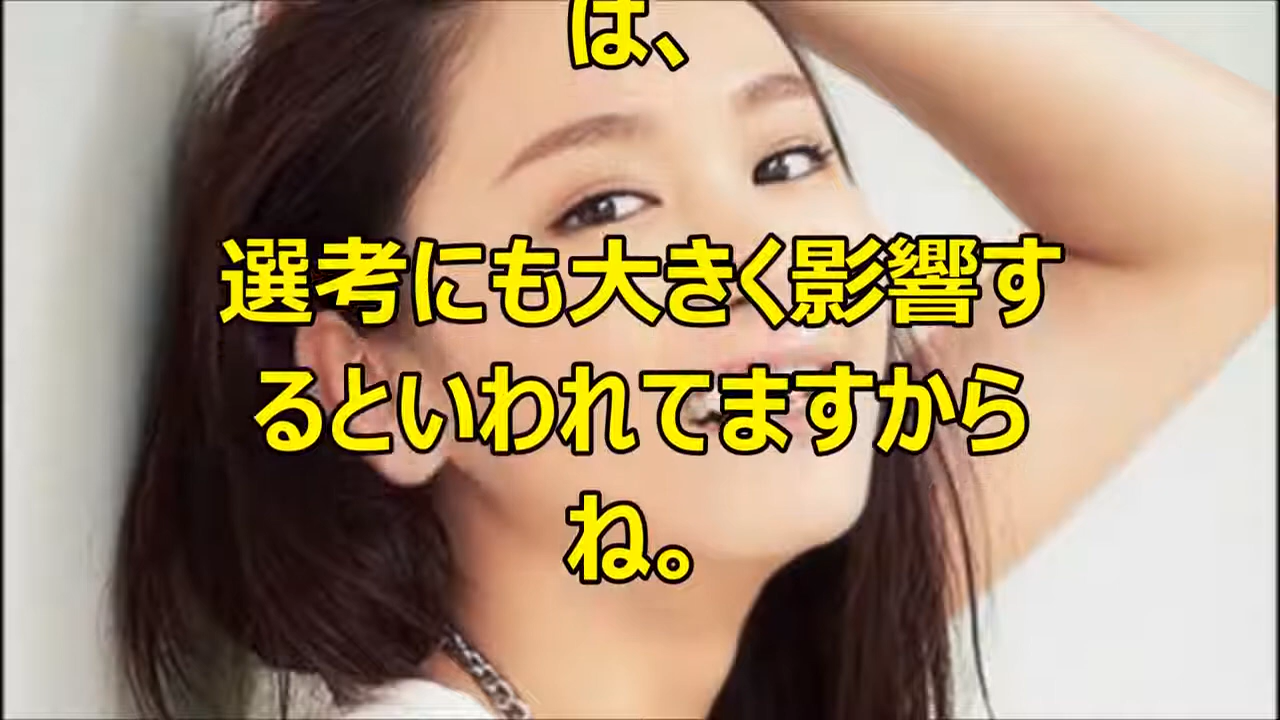 は、
選考にも大きく影響す
るといわれてますから
ね。